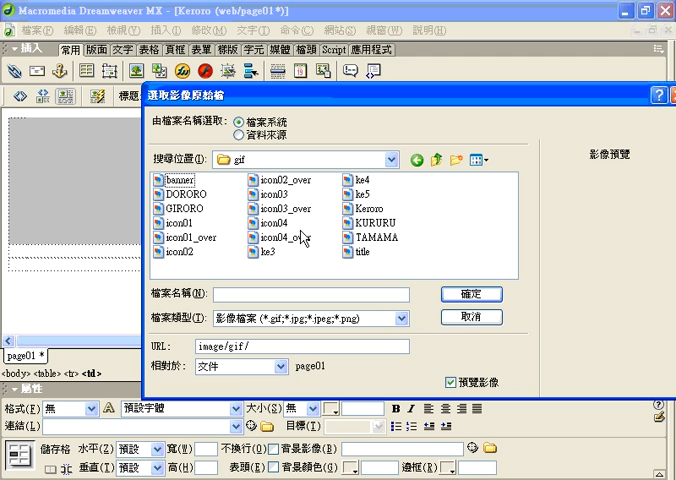 Macromedia Dreamweaver MX - [Keroro (web/page01*)]
檔案(F) 編輯(E) 檢視(V) 插入(I) 修改(M) 文字(T) 命令(C) 網站(S) 視窗(W) 說明(H)
插入 常用 版面 文字 表格 頁框 表單 樣版 字元 媒體 檔頭 Script 應用程式
標題
選取影像原始檔
由檔案名稱選取: 檔案系統
資料來源
搜尋位置(I): gif
影像預覽
banner icon02_over ke4
DORORO icon03 ke5
GIRORO icon03_over Keroro
icon01 icon04 KURURU
icon01_over icon04_over TAMAMA
icon02 ke3 title
檔案名稱(N): 確定
檔案類型(T): 影像檔案 (*.gif;*.jpg;*.jpeg;*.png) 取消
URL: image/gif/
相對於: 文件 page01
預覽影像
page01 *
<body> <table> <tr> <td>
屬性
格式(F) 無 預設字體 大小(S) 無 B I
連結(L) 目標(I)
儲存格 水平(Z) 預設 寬(W) 不換行(O) 背景影像(B)
垂直(T) 預設 高(H) 表頭(E) 背景顏色(G) 邊框(R)